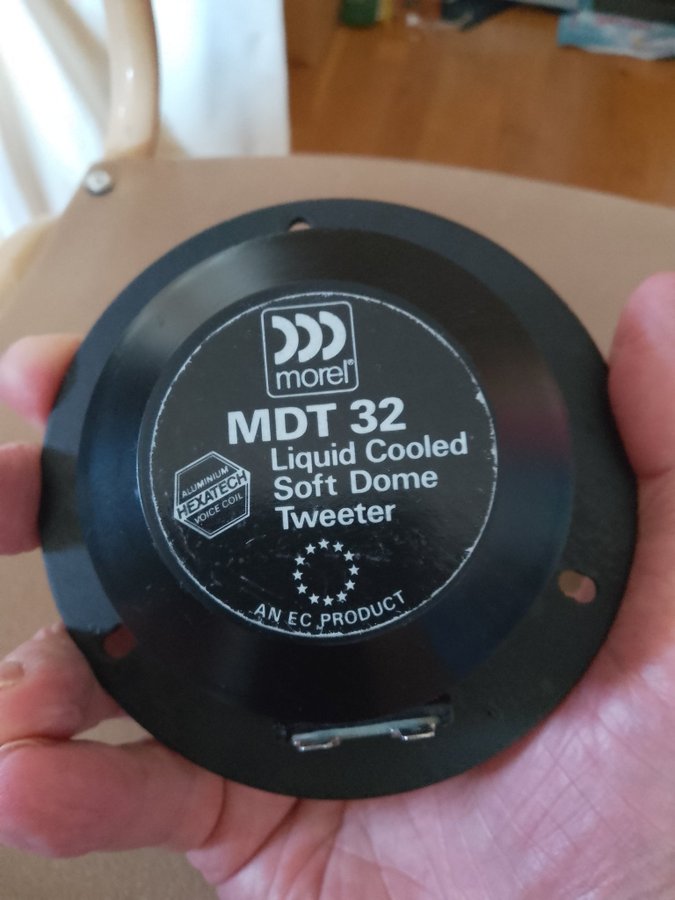 morel®
MDT 32
Liquid Cooled
Soft Dome
Tweeter
ALUMINIUM
HEXATECH
VOICE COIL
AN EC PRODUCT